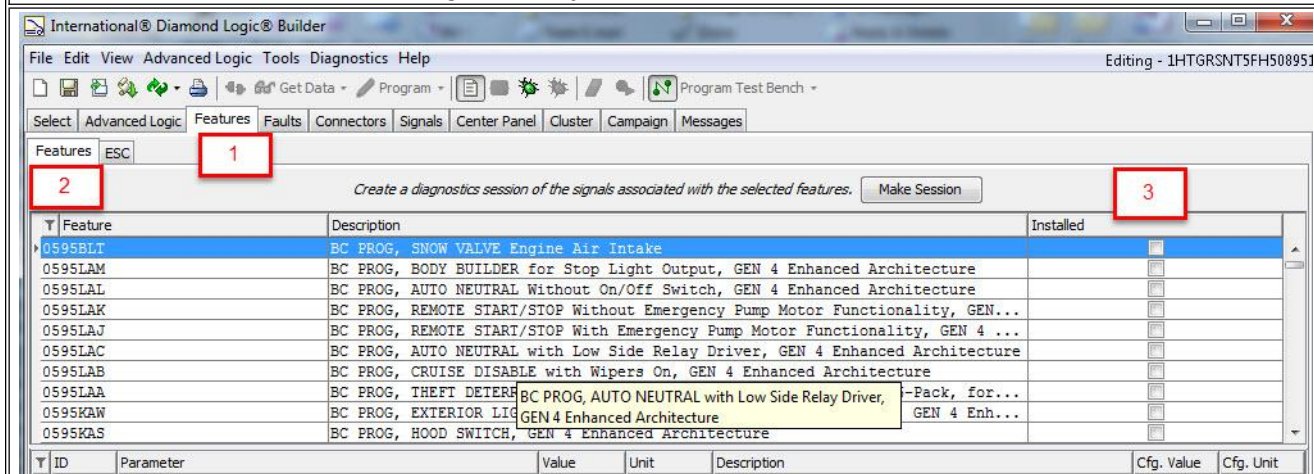 International® Diamond Logic® Builder
File Edit View Advanced Logic Tools Diagnostics Help Editing - 1HTGRSNT5FH508951
Get Data Program Program Test Bench
Select Advanced Logic Features Faults Connectors Signals Center Panel Cluster Campaign Messages
Features ESC
1
2
Create a diagnostics session of the signals associated with the selected features. Make Session
3
Feature Description Installed
0595BLT BC PROG, SNOW VALVE Engine Air Intake
0595LAM BC PROG, BODY BUILDER for Stop Light Output, GEN 4 Enhanced Architecture
0595LAL BC PROG, AUTO NEUTRAL Without On/Off Switch, GEN 4 Enhanced Architecture
0595LAK BC PROG, REMOTE START/STOP Without Emergency Pump Motor Functionality, GEN...
0595LAJ BC PROG, REMOTE START/STOP With Emergency Pump Motor Functionality, GEN 4 ...
0595LAC BC PROG, AUTO NEUTRAL with Low Side Relay Driver, GEN 4 Enhanced Architecture
0595LAB BC PROG, CRUISE DISABLE with Wipers On, GEN 4 Enhanced Architecture
0595LAA BC PROG, THEFT -Pack, for...
BC PROG, AUTO NEUTRAL with Low Side Relay Driver,
GEN 4 Enhanced Architecture
0595KAW BC PROG, EXTERIOR GEN 4 Enh...
0595KAS BC PROG, HOOD SWITCH, GEN 4 Enhanced Architecture
ID Parameter Value Unit Description Cfg. Value Cfg. Unit